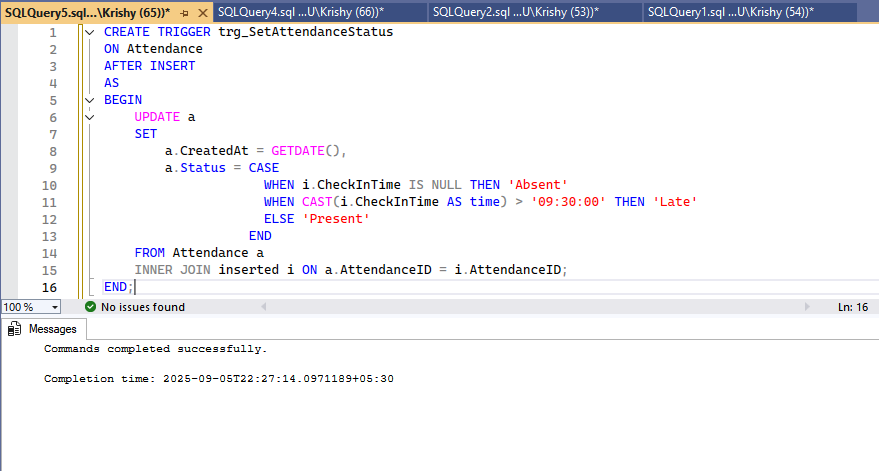 SQLQuery5.sql...\Krishy (65))* SQLQuery4.sql ...U\Krishy (66))* SQLQuery2.sql ...U\Krishy (53))* SQLQuery1.sql ...U\Krishy (54))*
1 CREATE TRIGGER trg_SetAttendanceStatus
2 ON Attendance
3 AFTER INSERT
4 AS
5 BEGIN
6 UPDATE a
7 SET
8 a.CreatedAt = GETDATE(),
9 a.Status = CASE
10 WHEN i.CheckInTime IS NULL THEN 'Absent'
11 WHEN CAST(i.CheckInTime AS time) > '09:30:00' THEN 'Late'
12 ELSE 'Present'
13 END
14 FROM Attendance a
15 INNER JOIN inserted i ON a.AttendanceID = i.AttendanceID;
16 END;
100 % No issues found Ln: 16
Messages
Commands completed successfully.
Completion time: 2025-09-05T22:27:14.0971189+05:30